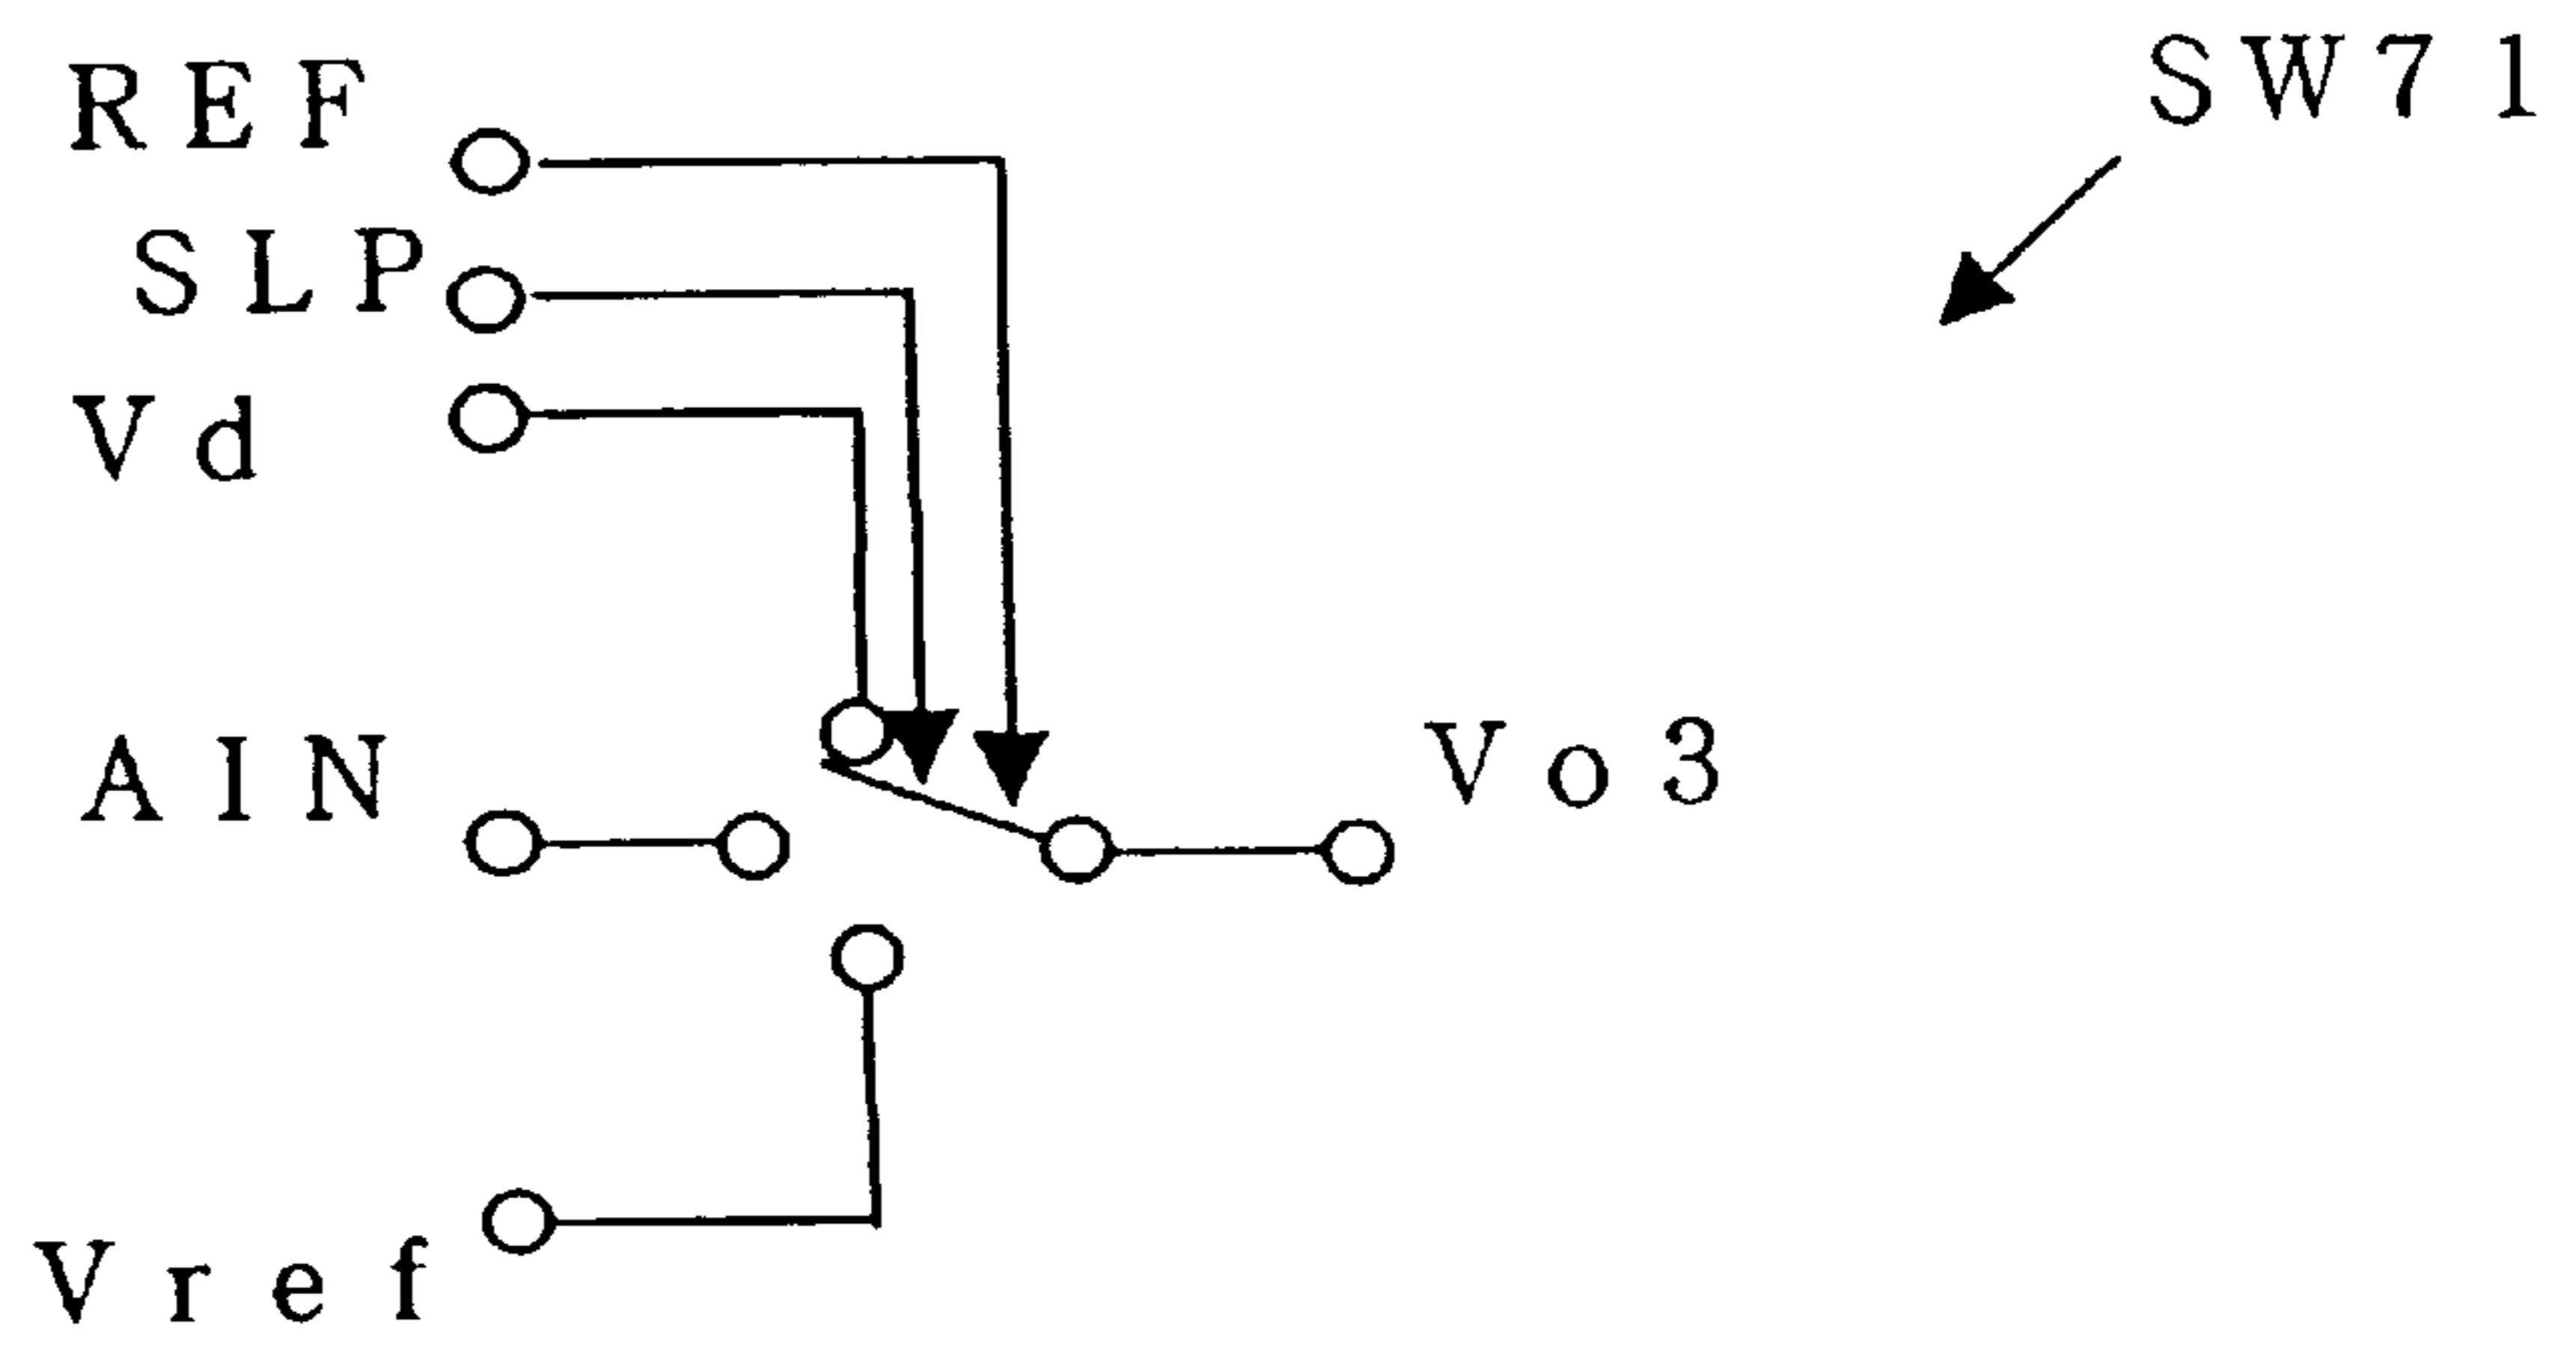 REF
SW71
SLP
Vd
AIN
Vo3
Vref